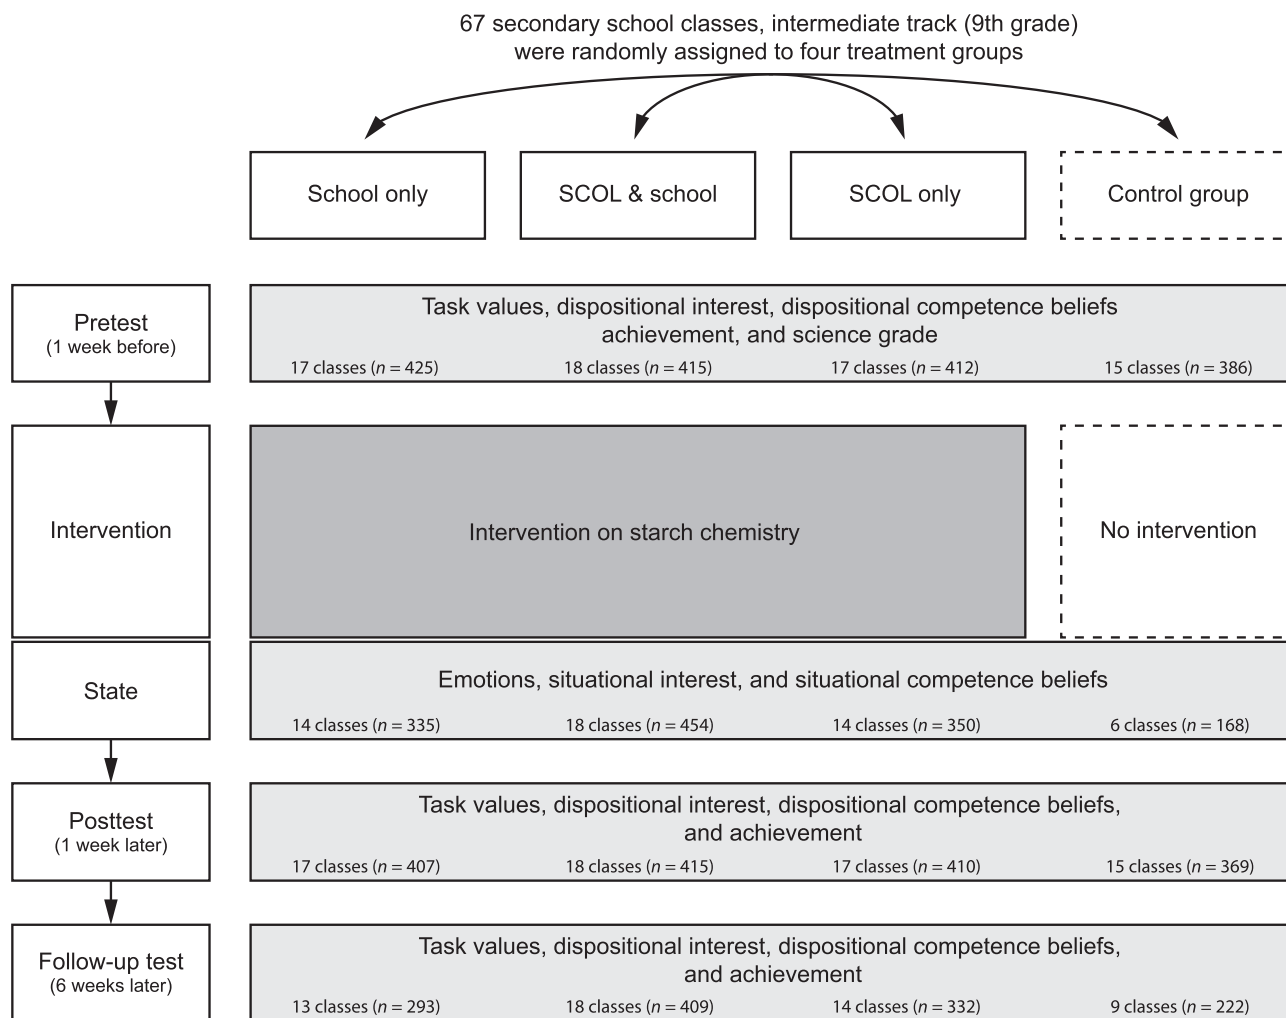 67 secondary school classes, intermediate track (9th grade)
were randomly assigned to four treatment groups
School only
SCOL & school
SCOL only
Control group
Pretest
(1 week before)
Task values, dispositional interest, dispositional competence beliefs
achievement, and science grade
17 classes (n = 425)
18 classes (n = 415)
17 classes (n = 412)
15 classes (n = 386)
Intervention
Intervention on starch chemistry
No intervention
State
Emotions, situational interest, and situational competence beliefs
14 classes (n = 335)
18 classes (n = 454)
14 classes (n = 350)
6 classes (n = 168)
Posttest
(1 week later)
Task values, dispositional interest, dispositional competence beliefs,
and achievement
17 classes (n = 407)
18 classes (n = 415)
17 classes (n = 410)
15 classes (n = 369)
Follow-up test
(6 weeks later)
Task values, dispositional interest, dispositional competence beliefs,
and achievement
13 classes (n = 293)
18 classes (n = 409)
14 classes (n = 332)
9 classes (n = 222)